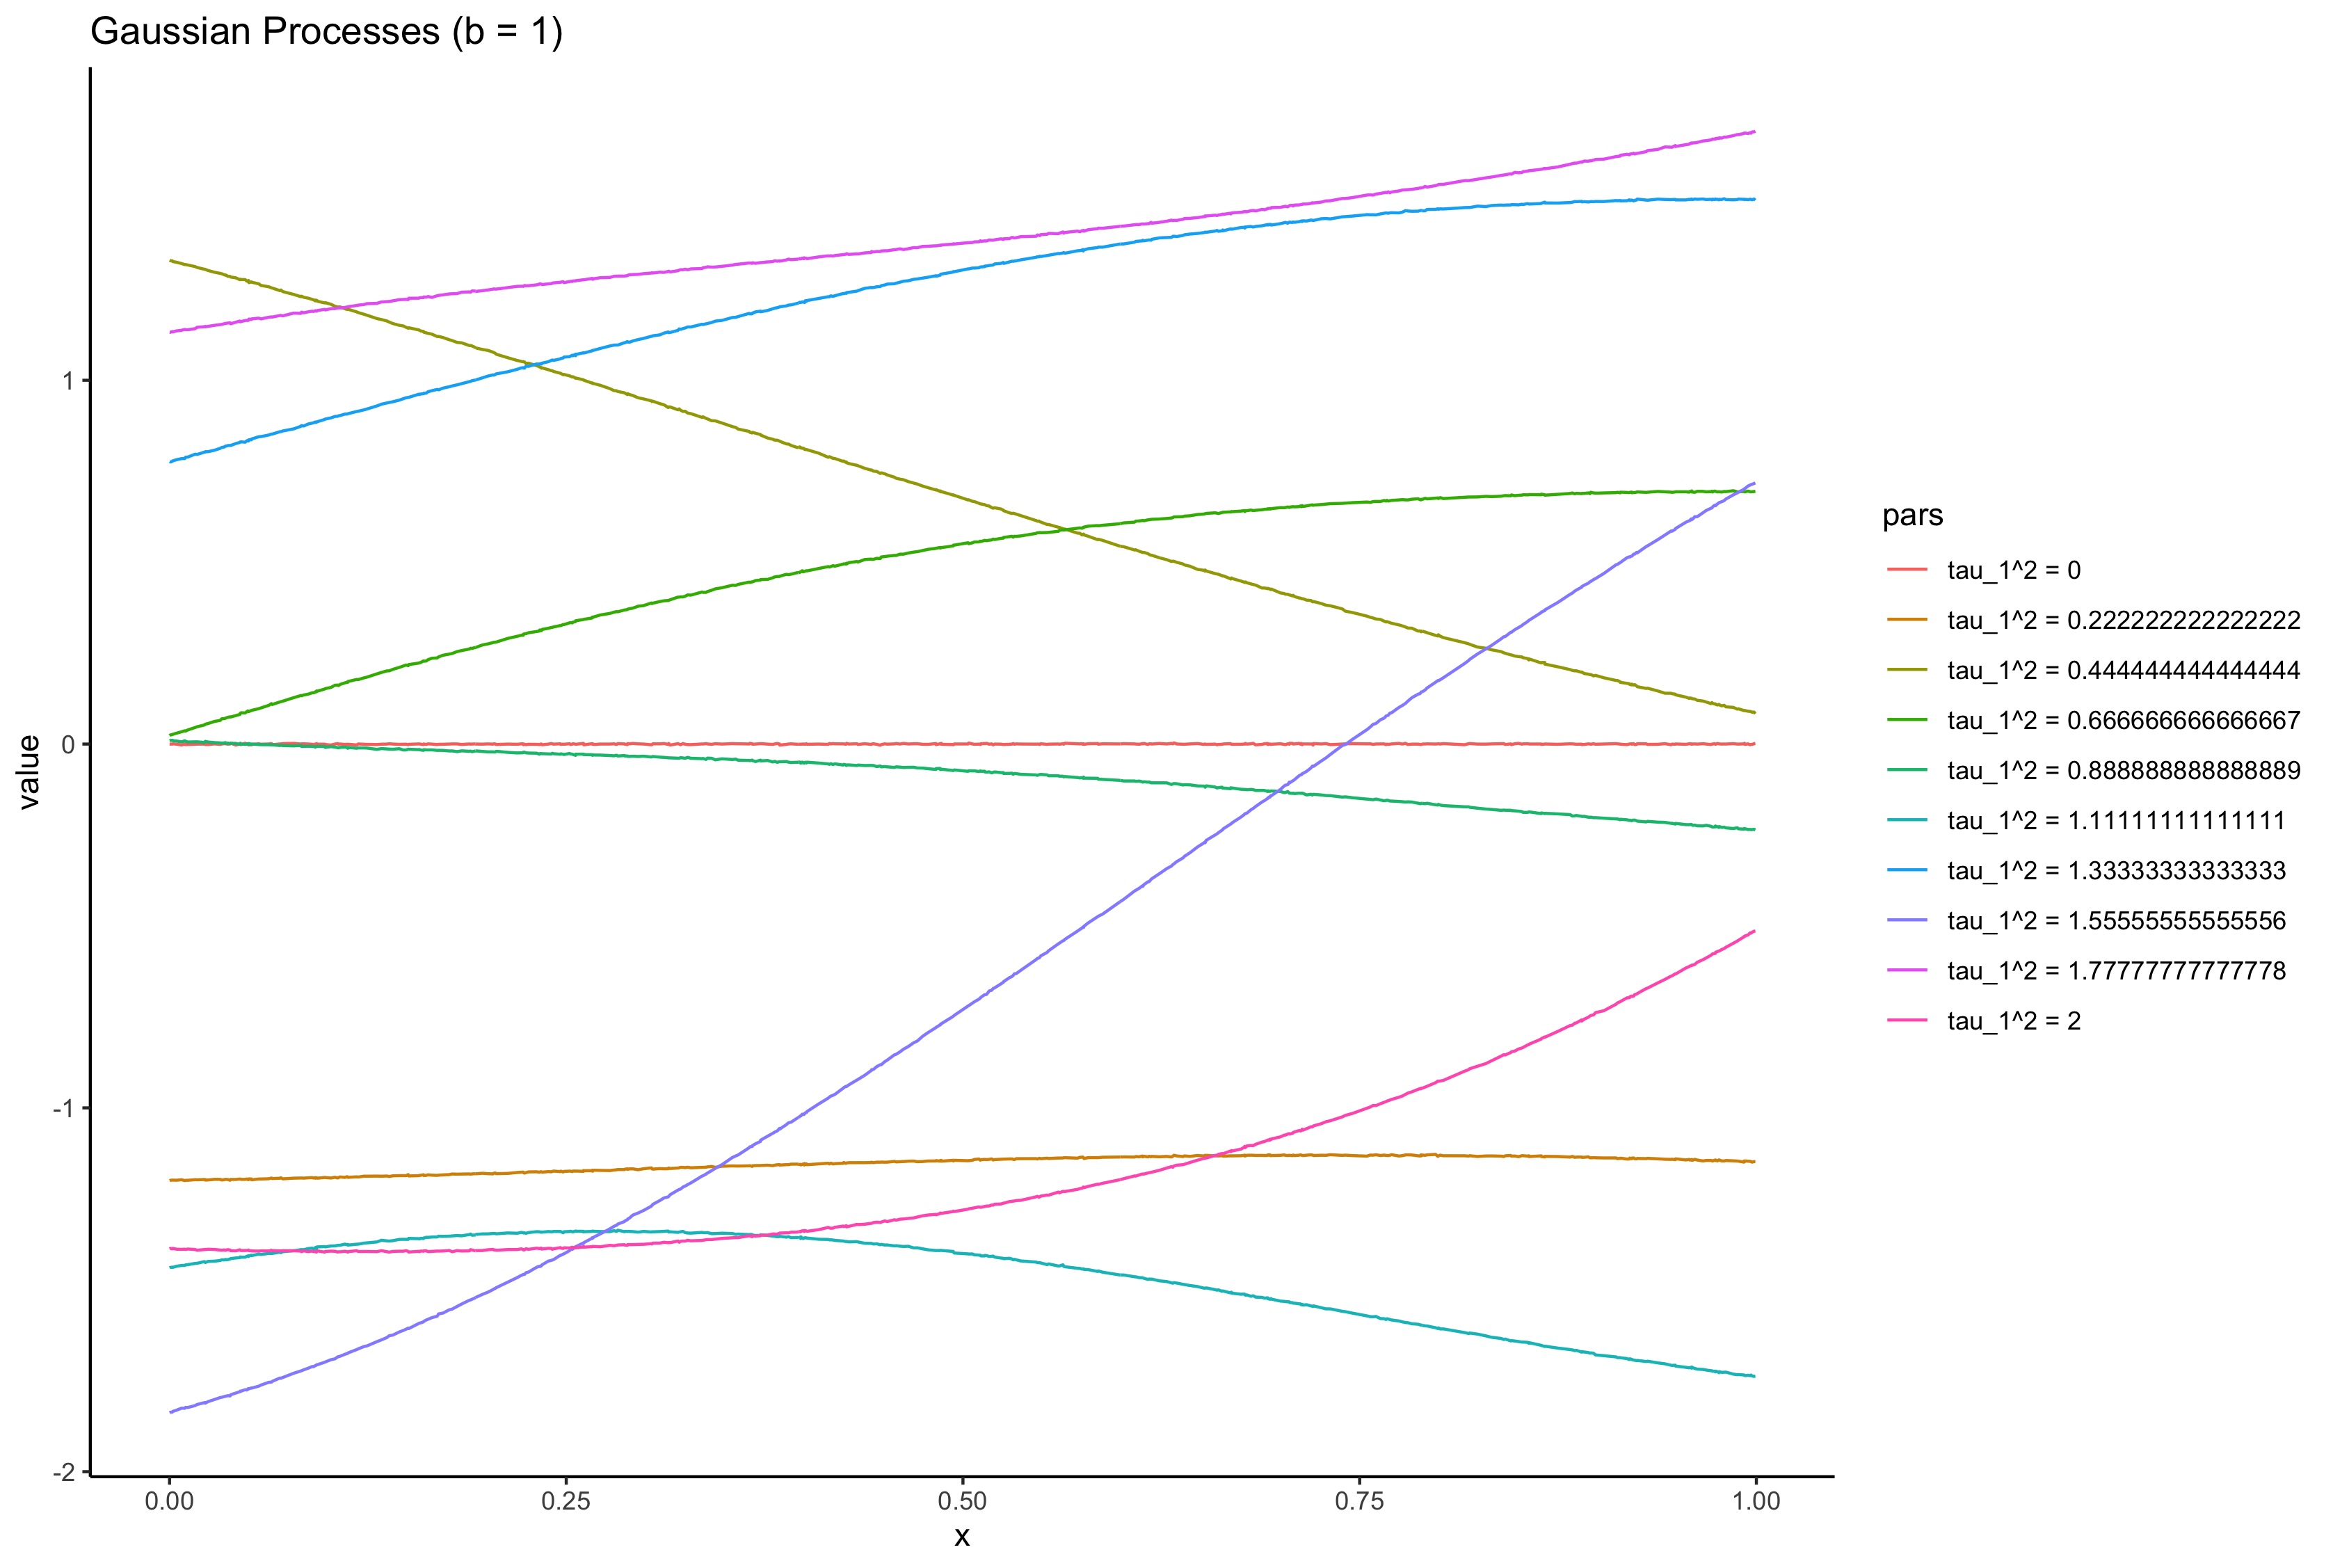 Gaussian Processes (b = 1)
value
1
0
-1
-2
0.00 0.25 0.50 0.75 1.00
x
pars
tau_1^2 = 0
tau_1^2 = 0.222222222222222
tau_1^2 = 0.444444444444444
tau_1^2 = 0.666666666666667
tau_1^2 = 0.888888888888889
tau_1^2 = 1.11111111111111
tau_1^2 = 1.33333333333333
tau_1^2 = 1.55555555555556
tau_1^2 = 1.77777777777778
tau_1^2 = 2